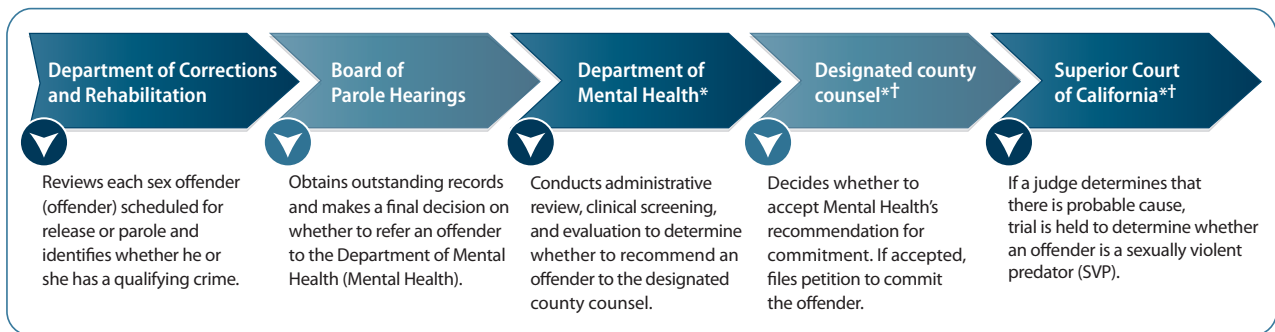 Department of Corrections
and Rehabilitation
Board of
Parole Hearings
Department of
Mental Health*
Designated county
counsel*†
Superior Court
of California*†
Reviews each sex offender
(offender) scheduled for
release or parole and
identifies whether he or
she has a qualifying crime.
Obtains outstanding records
and makes a final decision on
whether to refer an offender
to the Department of Mental
Health (Mental Health).
Conducts administrative
review, clinical screening,
and evaluation to determine
whether to recommend an
offender to the designated
county counsel.
Decides whether to
accept Mental Health’s
recommendation for
commitment. If accepted,
files petition to commit
the offender.
If a judge determines that
there is probable cause,
trial is held to determine whether
an offender is a sexually violent
predator (SVP).